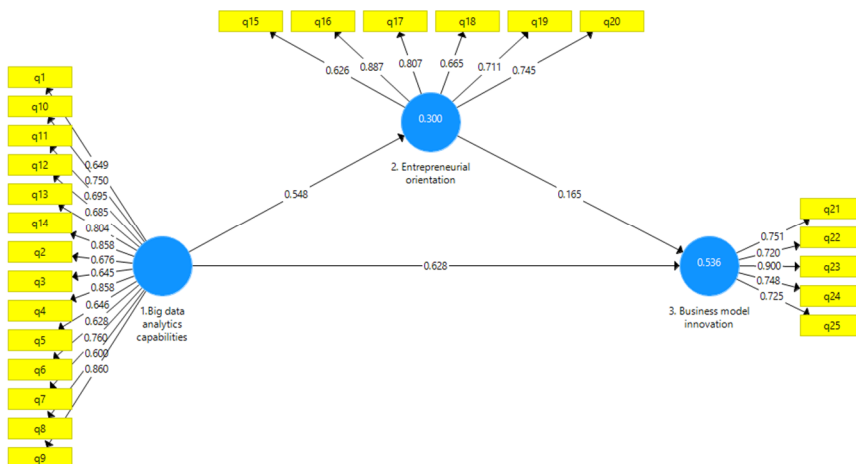 q15 q16 q17 q18 q19 q20
0.626 0.887 0.807 0.665 0.711 0.745
0.300
2. Entrepreneurial
orientation
q1
q10
q11
q12
q13
q14
q2
q3
q4
q5
q6
q7
q8
q9
0.649
0.750
0.695
0.685
0.804
0.858
0.676
0.645
0.858
0.646
0.628
0.760
0.600
0.860
1.Big data
analytics
capabilities
0.548
0.165
0.628
0.536
3. Business model
innovation
0.751
0.720
0.900
0.748
0.725
q21
q22
q23
q24
q25